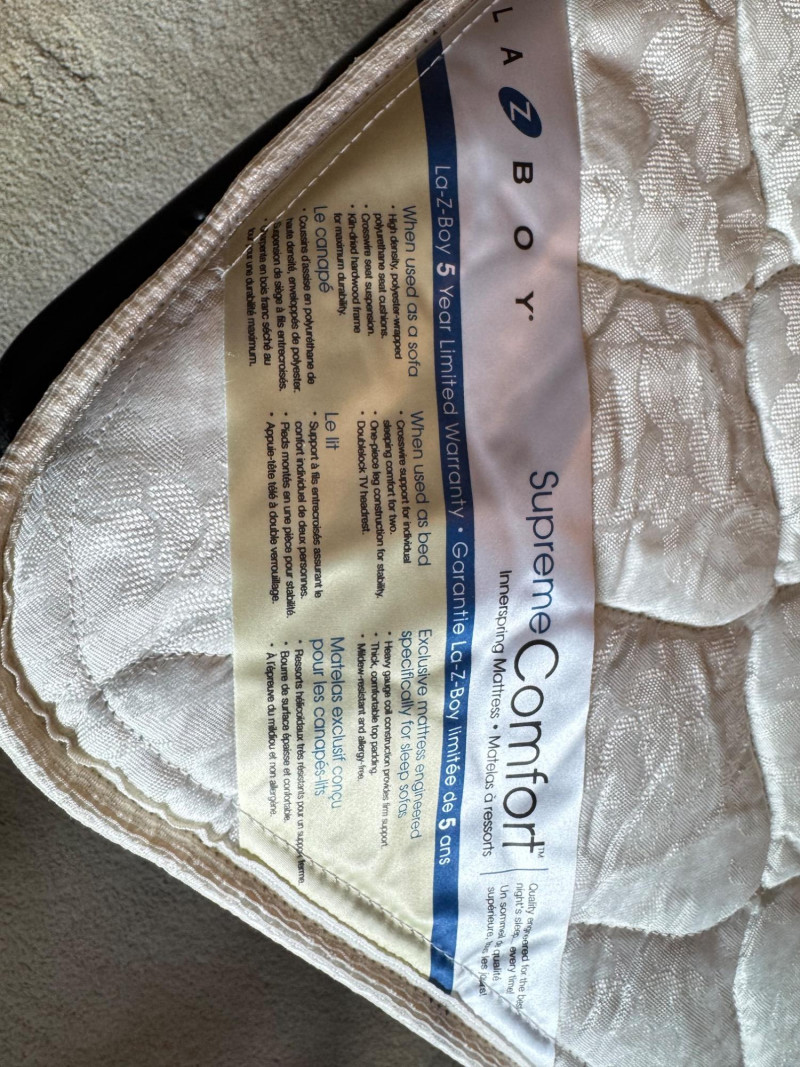 LAZBOY®
SupremeComfort™
Innerspring Mattress • Matelas à ressorts
Quality engineered for the best
night's sleep, every time!
Un sommeil de qualité
supérieure, les
La-Z-Boy 5 Year Limited Warranty • Garantie La-Z-Boy limitée de 5 ans
When used as a sofa
• High density, polyester-wrapped
polyurethane seat cushions.
• Crosswire seat suspension.
• Kiln-dried hardwood frame
for maximum durability.
Le canapé
• Coussins d'assise en polyuréthane de
haute densité, enveloppés de polyester.
suspension de siège à fils entrecroisés.
en bois franc séché au
pour une durabilité maximum.
When used as bed
• Crosswire support for individual
sleeping comfort for two.
• One-piece leg construction for stability.
• Doublelock TV headrest.
Le lit
• Support à fils entrecroisés assurant le
confort individuel de deux personnes.
• Pieds montés en une pièce pour stabilité.
• Appuie-tête télé à double verrouillage.
Exclusive mattress engineered
specifically for sleep sofas
• Heavy gauge coil construction provides firm support.
• Thick, comfortable top padding.
• Mildew-resistant and allergy-free.
Matelas exclusif conçu
pour les canapés-lits
• Ressorts hélicoïdaux très résistants pour un support ferme.
• Bourre de surface épaisse et confortable.
• À l'épreuve du mildiou et non allergène.